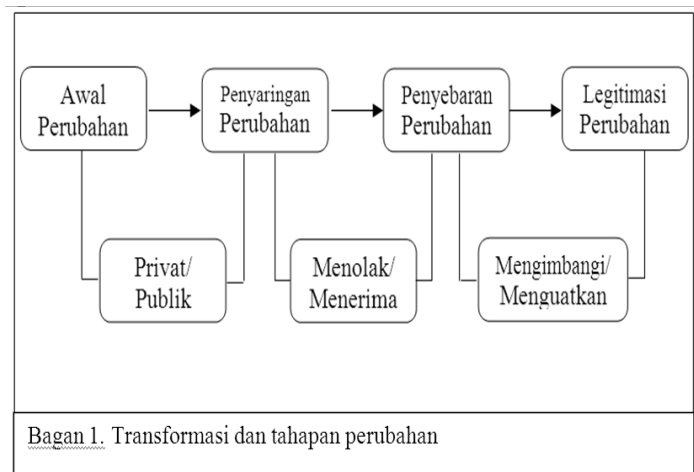 Awal
Perubahan
Penyaringan
Perubahan
Penyebaran
Perubahan
Legitimasi
Perubahan
Privat/
Publik
Menolak/
Menerima
Mengimbangi/
Menguatkan
Bagan 1. Transformasi dan tahapan perubahan